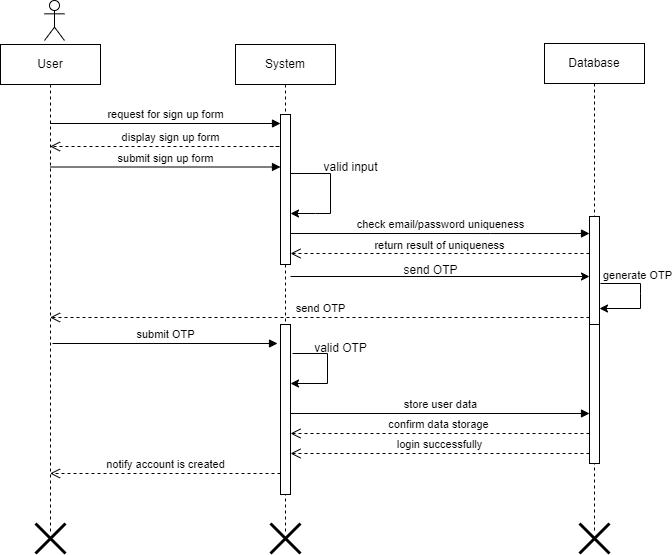 User
System
Database
request for sign up form
display sign up form
submit sign up form
valid input
check email/password uniqueness
return result of uniqueness
send OTP
generate OTP
send OTP
submit OTP
valid OTP
store user data
confirm data storage
login successfully
notify account is created